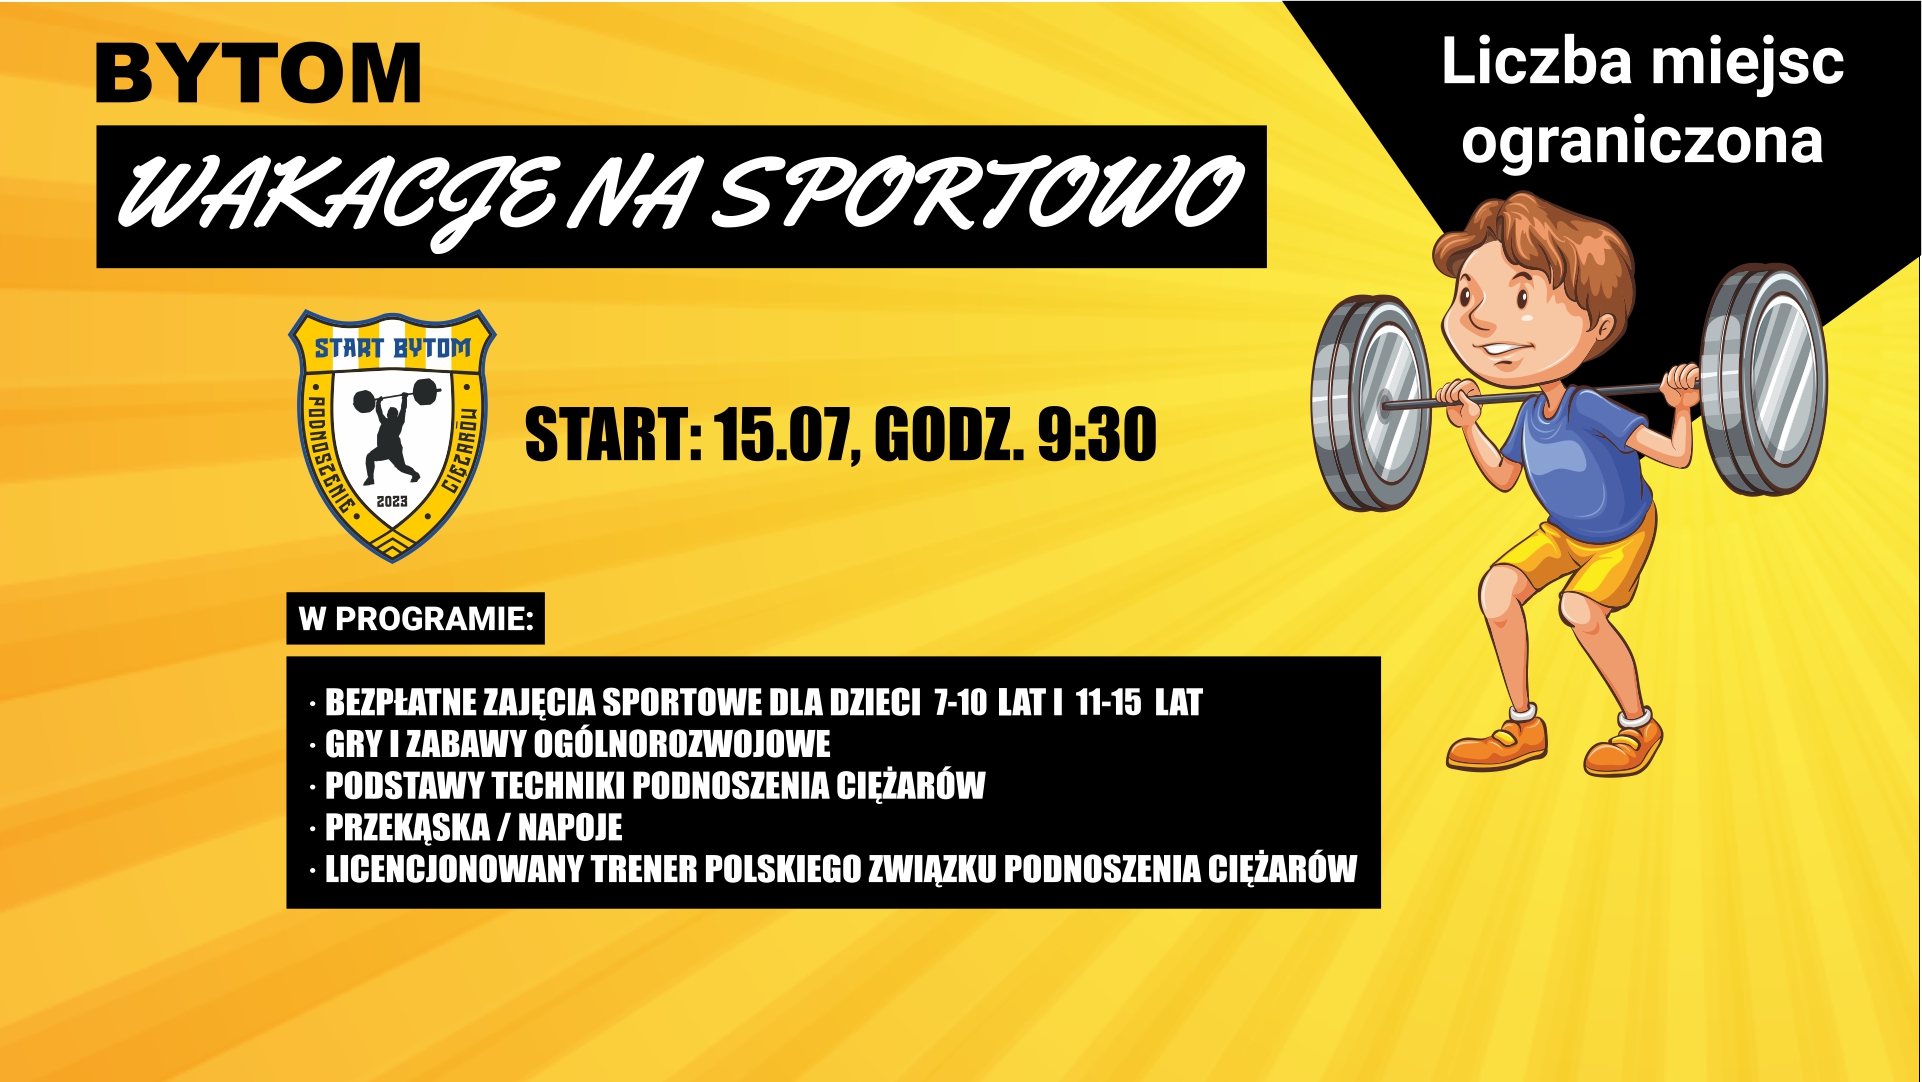 BYTOM
WAKACJE NA SPORTOWO
Liczba miejsc
ograniczona
START BYTOM
PODNOSZENIE
CIĘŻARÓW
2023
START: 15.07, GODZ. 9:30
W PROGRAMIE:
· BEZPŁATNE ZAJĘCIA SPORTOWE DLA DZIECI 7-10 LAT I 11-15 LAT
· GRY I ZABAWY OGÓLNOROZWOJOWE
· PODSTAWY TECHNIKI PODNOSZENIA CIĘŻARÓW
· PRZEKĄSKA / NAPOJE
· LICENCJONOWANY TRENER POLSKIEGO ZWIĄZKU PODNOSZENIA CIĘŻARÓW